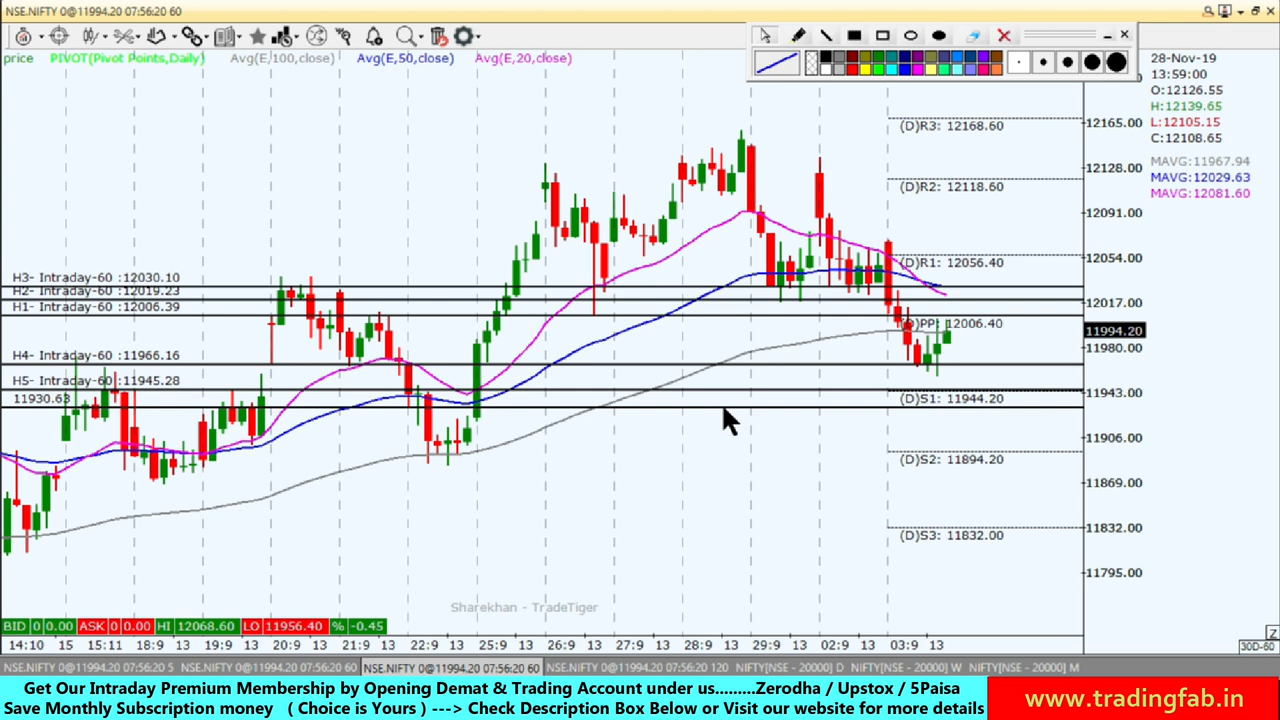 NSE.NIFTY 0@11994.20 07:56:20 60
price PIVOT(Pivot Points,Daily) Avg(E,100,close) Avg(E,50,close) Avg(E,20,close)
28-Nov-19
13:59:00
O:12126.55
H:12139.65
L:12105.15
C:12108.65
MAVG:11967.94
MAVG:12029.63
MAVG:12081.60
(D)R3: 12168.60
12165.00
12128.00
(D)R2: 12118.60
12091.00
(D)R1: 12056.40
12054.00
H3- Intraday-60 :12030.10
H2- Intraday-60 :12019.23
12017.00
H1- Intraday-60 :12006.39
(D)PP: 12006.40
11994.20
11980.00
H4- Intraday-60 :11966.16
H5- Intraday-60 :11945.28
11943.00
11930.63
(D)S1: 11944.20
11906.00
(D)S2: 11894.20
11869.00
11832.00
(D)S3: 11832.00
11795.00
Sharekhan - TradeTiger
BID 0 0.00 ASK 0 0.00 HI 12068.60 LO 11956.40 % -0.45
Z
14:10 15 15:11 13 18:9 13 19:9 13 20:9 13 21:9 13 22:9 13 25:9 13 26:9 13 27:9 13 28:9 13 29:9 13 02:9 13 03:9 13
30D-60
NSE.NIFTY 0@11994.20 07:56:20 5 NSE.NIFTY 0@11994.20 07:56:20 60 NSE.NIFTY 0@11994.20 07:56:20 60 NSE.NIFTY 0@11994.20 07:56:20 120 NIFTY[NSE - 20000] D NIFTY[NSE - 20000] W NIFTY[NSE - 20000] M
Get Our Intraday Premium Membership by Opening Demat & Trading Account under us.........Zerodha / Upstox / 5Paisa
Save Monthly Subscription money ( Choice is Yours ) ---> Check Description Box Below or Visit our website for more details
www.tradingfab.in